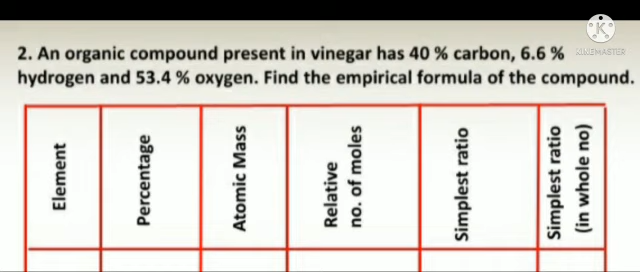 KINEMASTER
2. An organic compound present in vinegar has 40 % carbon, 6.6 %
hydrogen and 53.4 % oxygen. Find the empirical formula of the compound.
Element
Percentage
Atomic Mass
Relative
no. of moles
Simplest ratio
Simplest ratio
(in whole no)